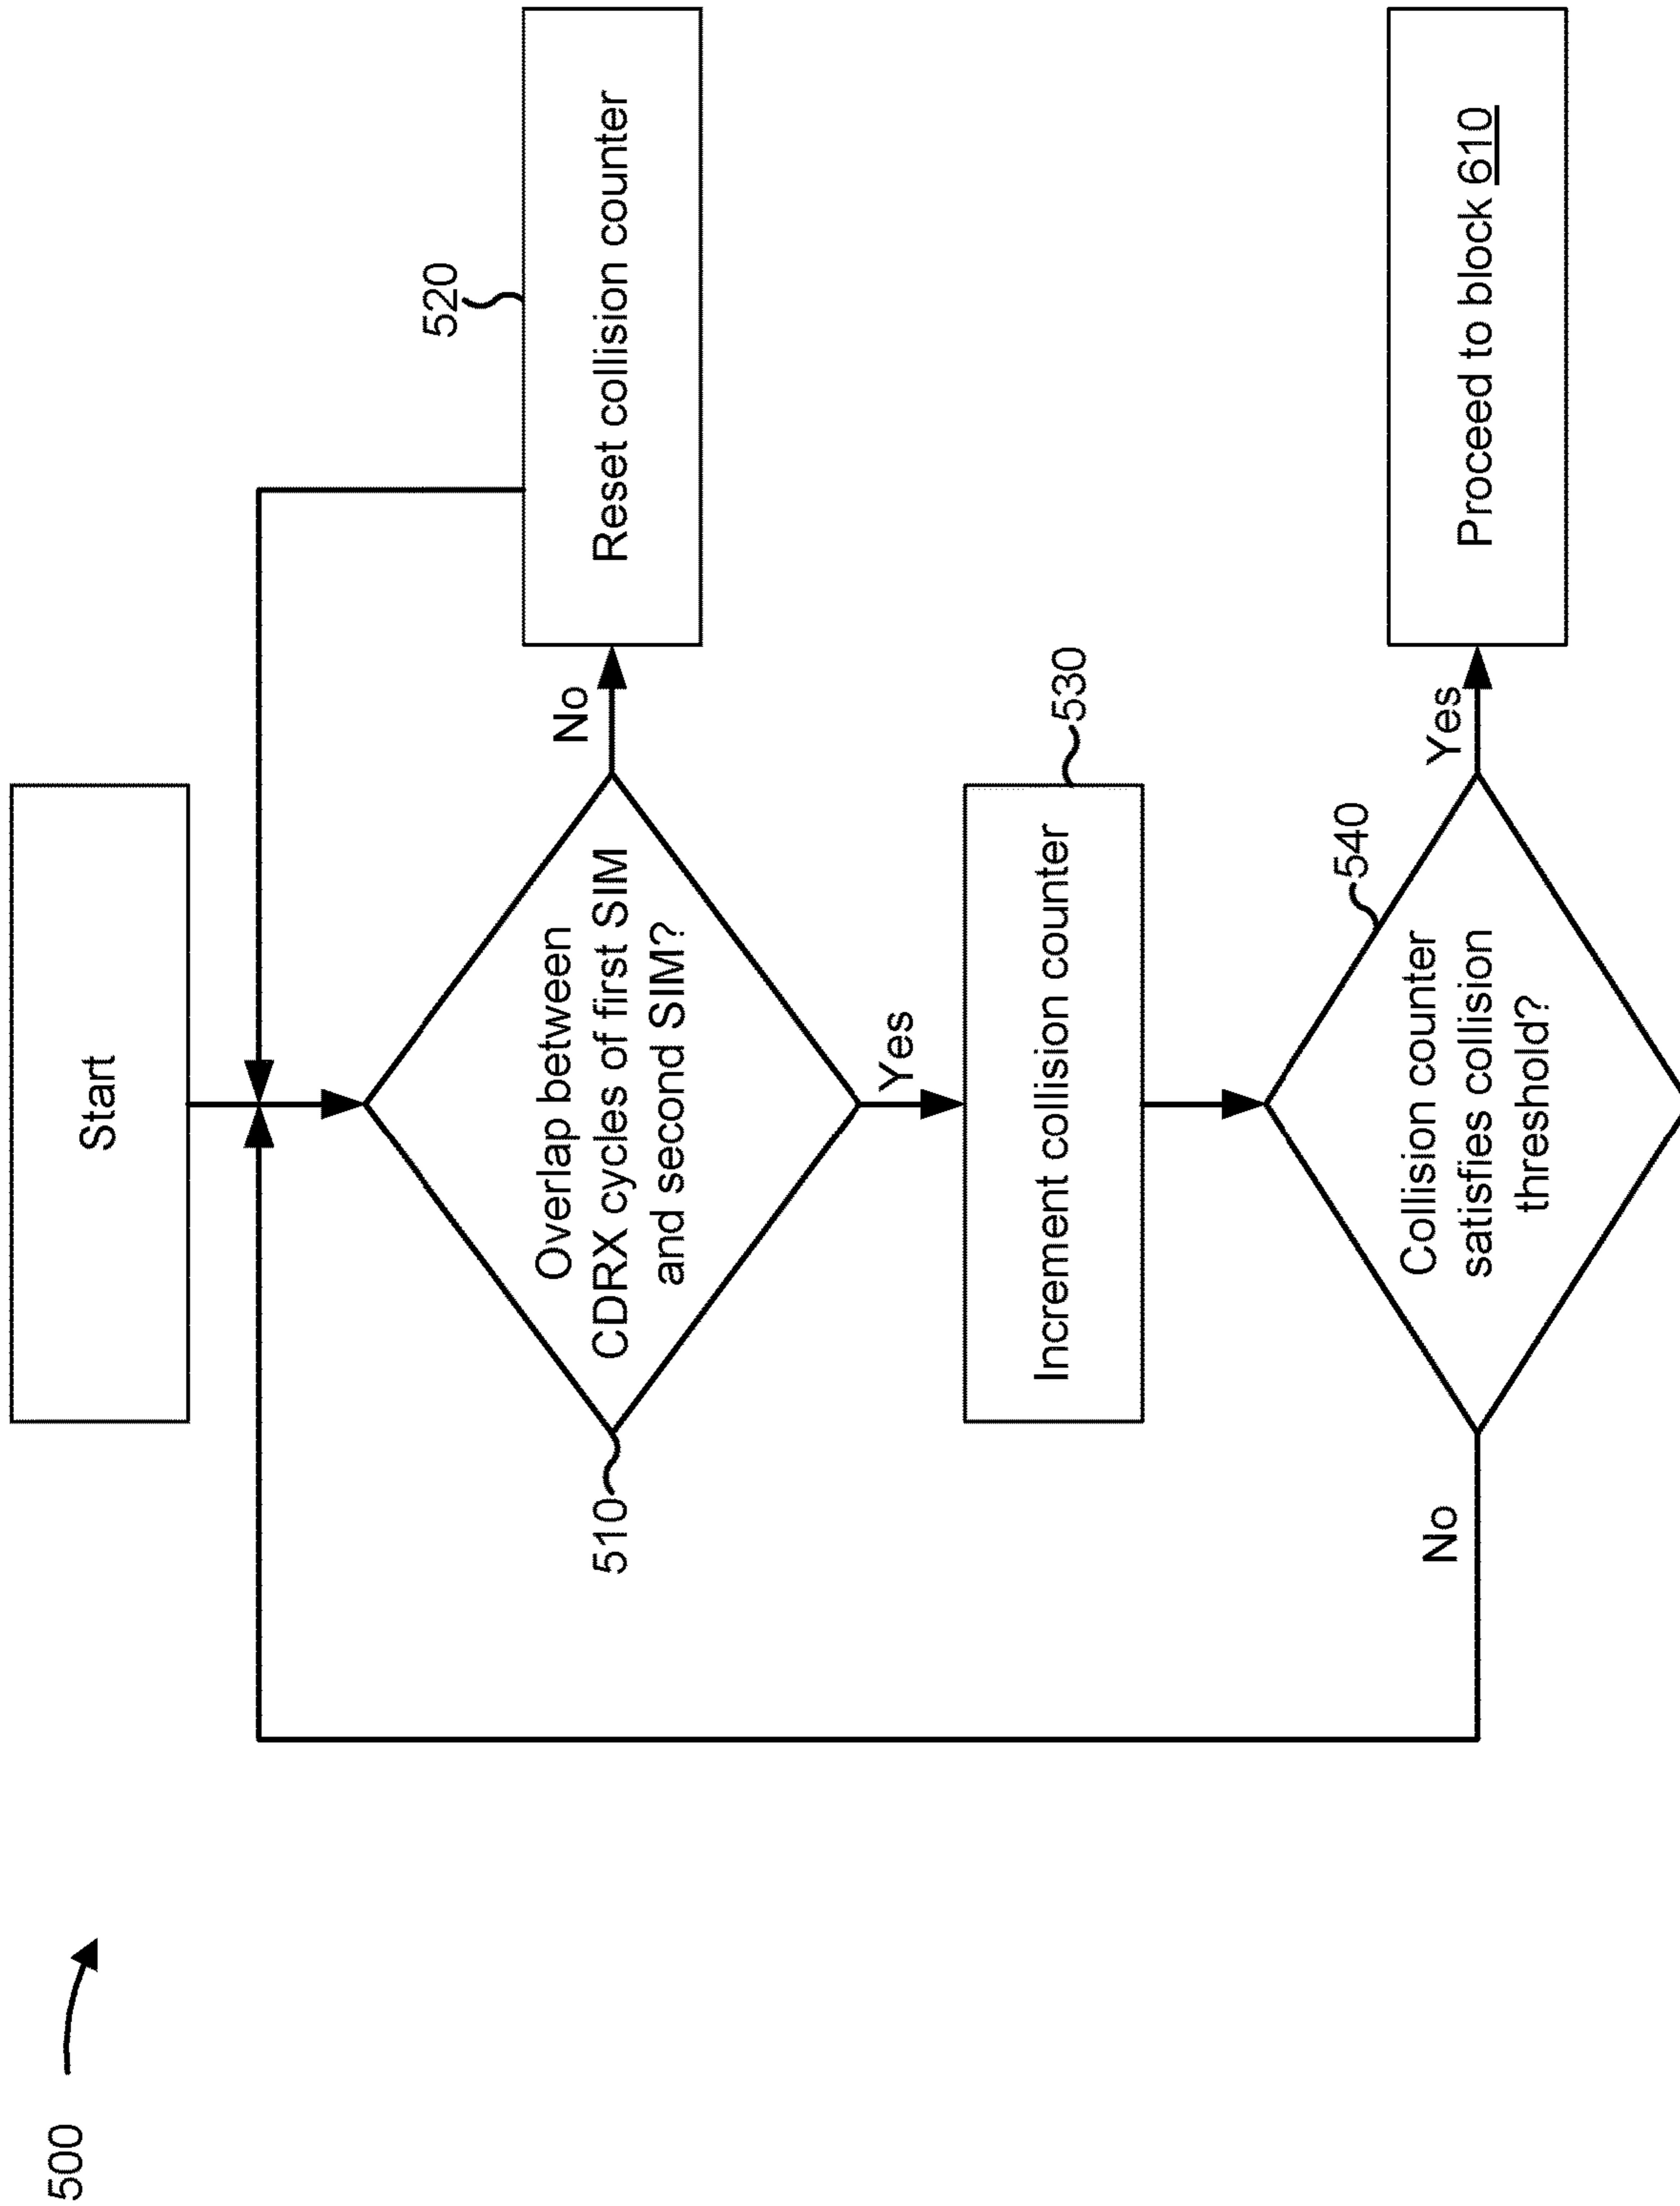 500
Start
510
Overlap between
CDRX cycles of first SIM
and second SIM?
No
520
Reset collision counter
Yes
530
Increment collision counter
540
Collision counter
satisfies collision
threshold?
No
Yes
Proceed to block 610